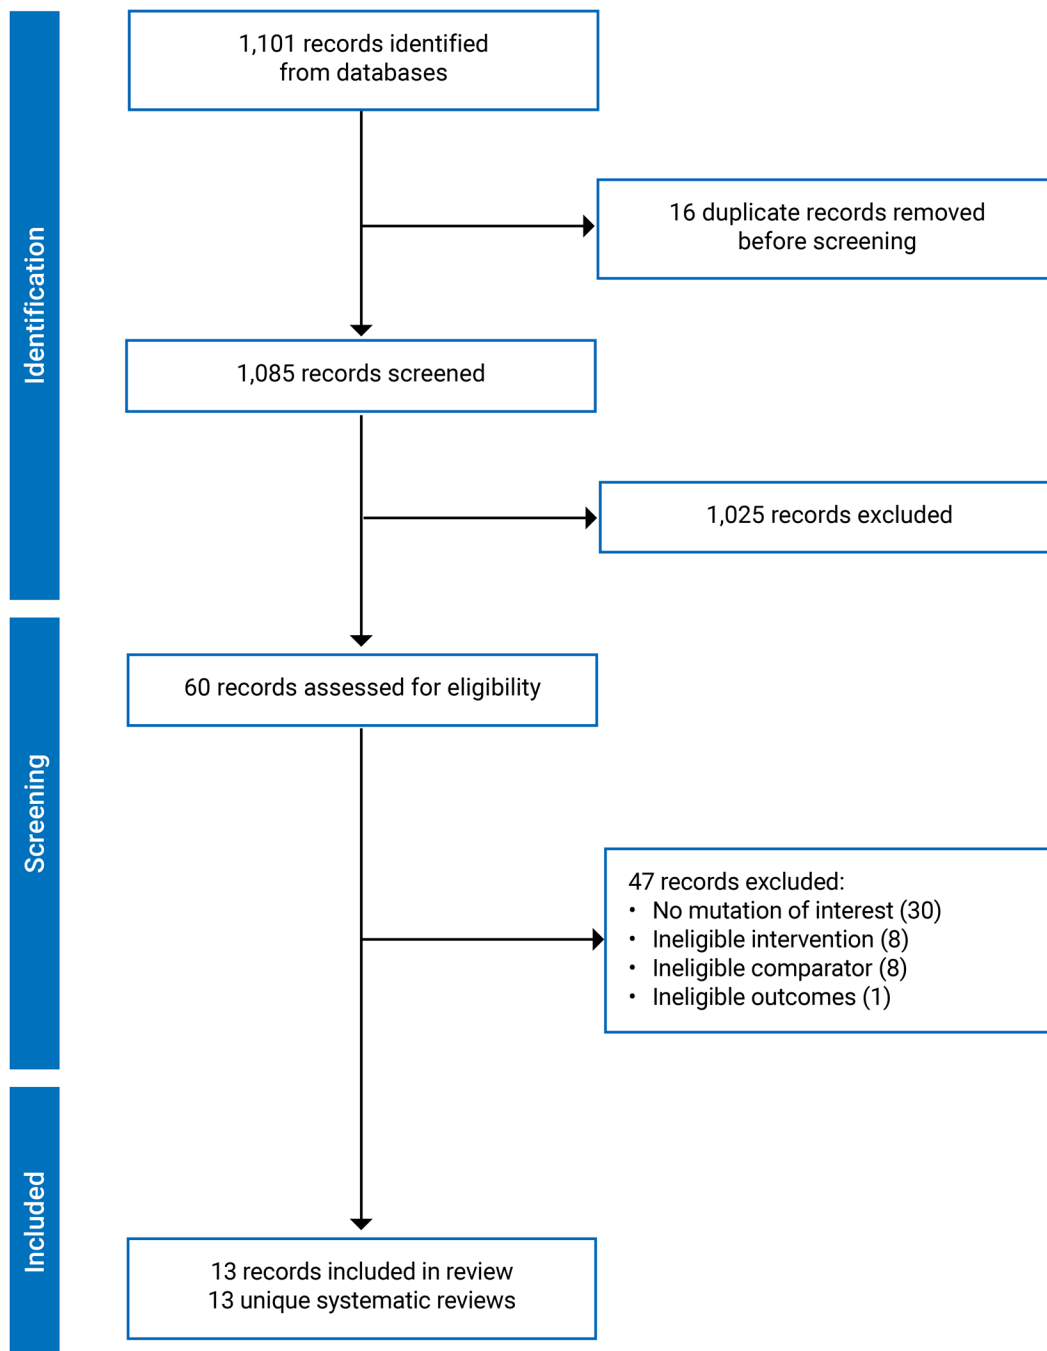 Identification
1,101 records identified
from databases
16 duplicate records removed
before screening
1,085 records screened
1,025 records excluded
Screening
60 records assessed for eligibility
47 records excluded:
• No mutation of interest (30)
• Ineligible intervention (8)
• Ineligible comparator (8)
• Ineligible outcomes (1)
Included
13 records included in review
13 unique systematic reviews